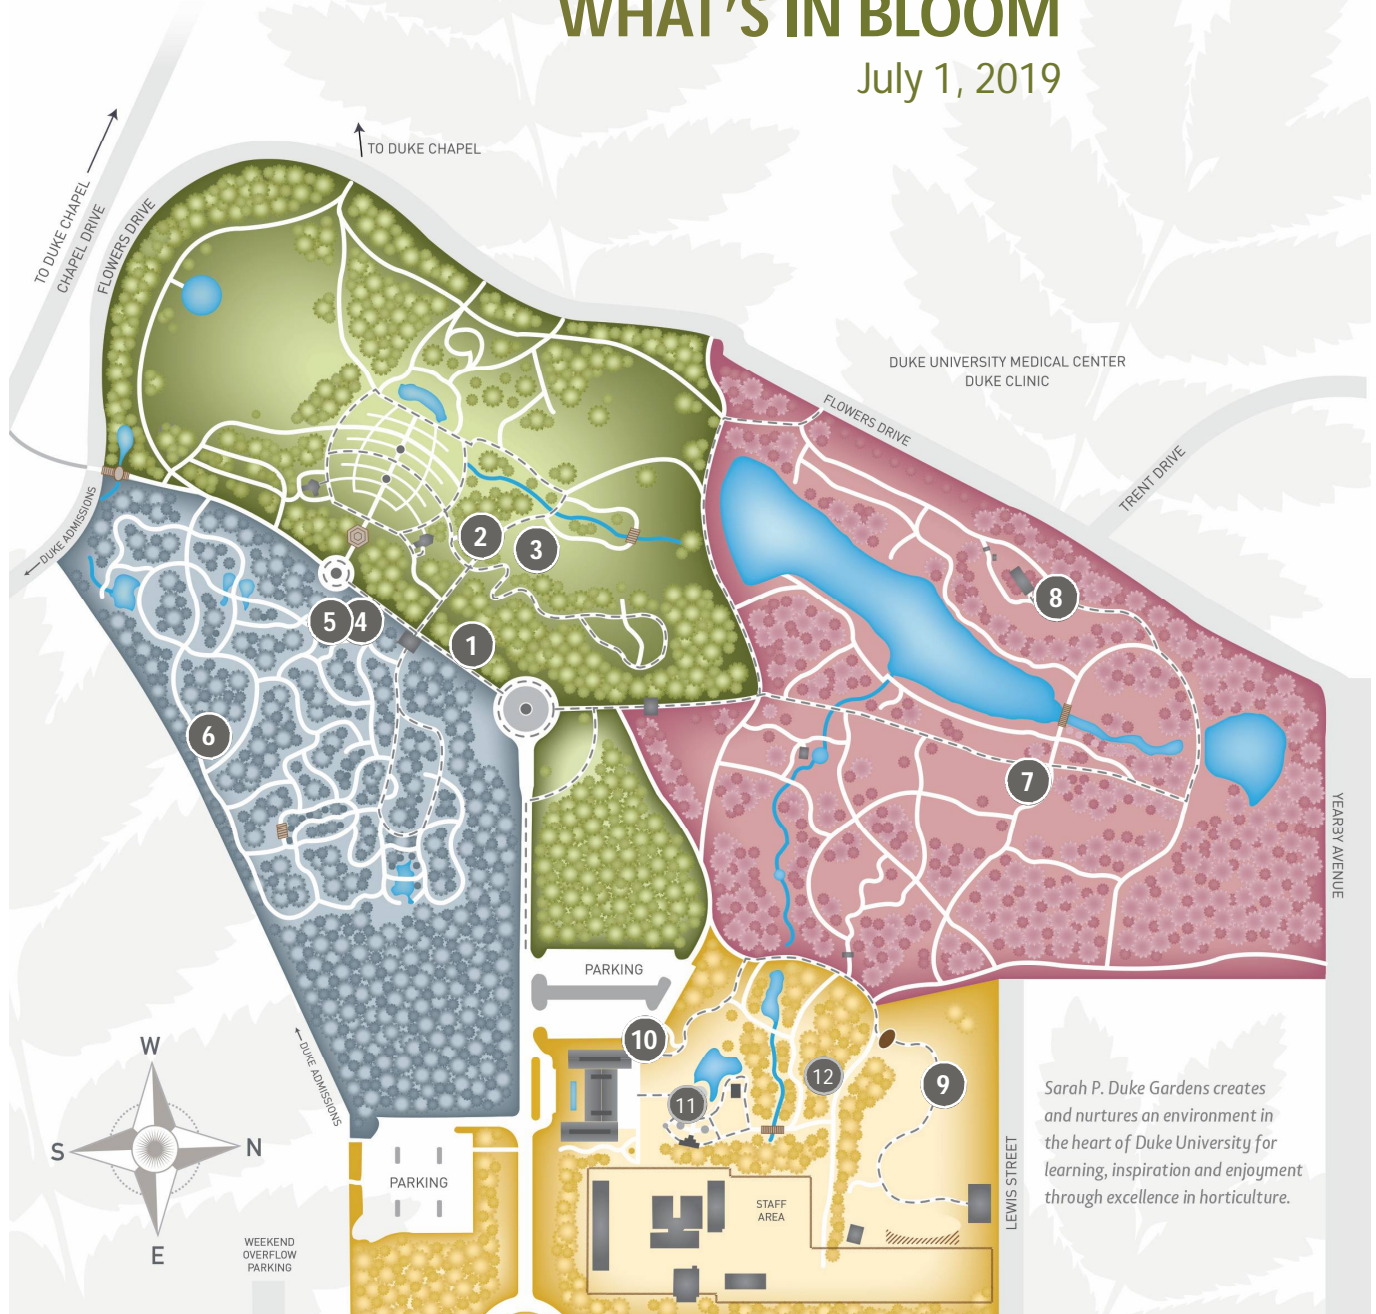 WHAT'S IN BLOOM
July 1, 2019
TO DUKE CHAPEL
TO DUKE CHAPEL
CHAPEL DRIVE
FLOWERS DRIVE
DUKE UNIVERSITY MEDICAL CENTER
DUKE CLINIC
FLOWERS DRIVE
TRENT DRIVE
DUKE ADMISSIONS
2
3
8
5
4
1
6
7
YEARBY AVENUE
PARKING
10
12
9
11
DUKE ADMISSIONS
W
S
N
E
PARKING
WEEKEND
OVERFLOW
PARKING
STAFF
AREA
LEWIS STREET
Sarah P. Duke Gardens creates
and nurtures an environment in
the heart of Duke University for
learning, inspiration and enjoyment
through excellence in horticulture.